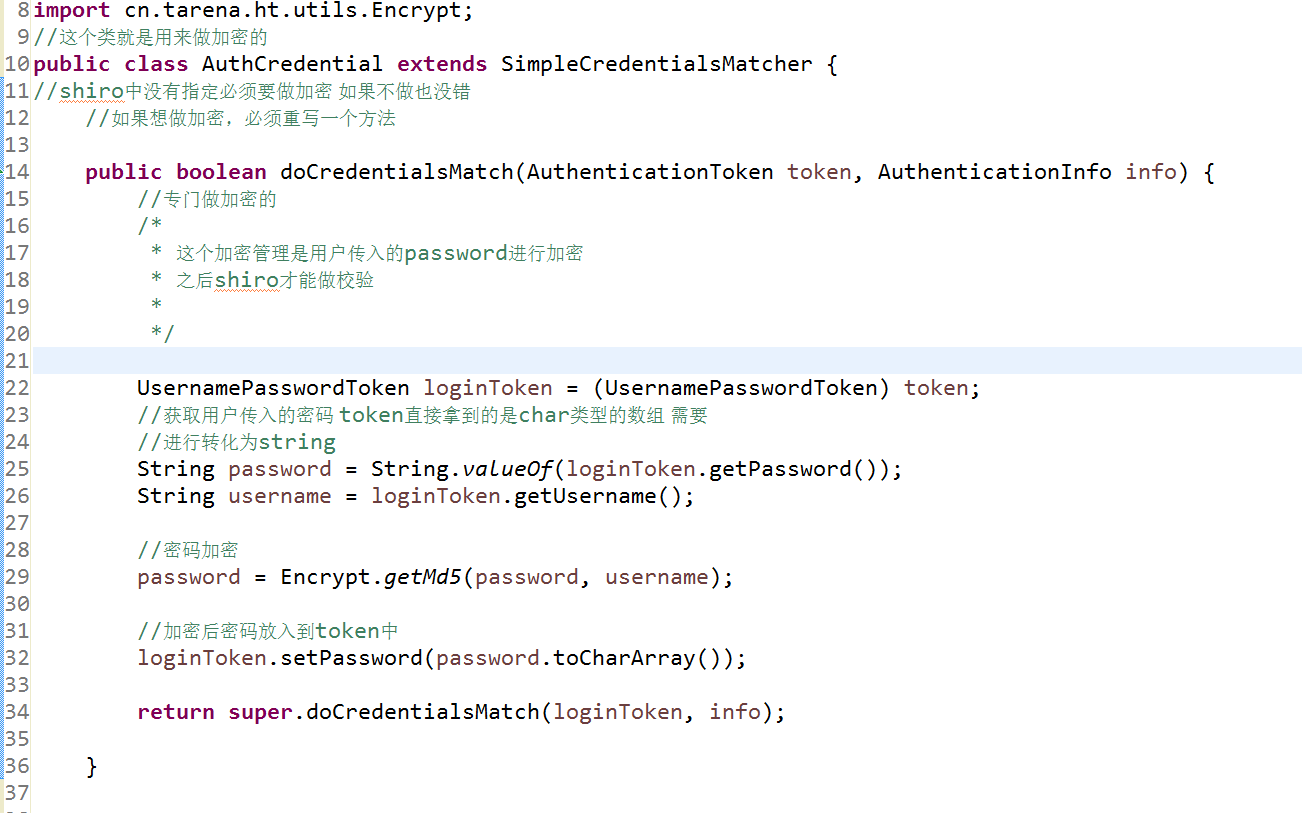 8 import cn.tarena.ht.utils.Encrypt;
9 //这个类就是用来做加密的
10 public class AuthCredential extends SimpleCredentialsMatcher {
11 //shiro中没有指定必须要做加密 如果不做也没错
12 //如果想做加密，必须重写一个方法
13
14 public boolean doCredentialsMatch(AuthenticationToken token, AuthenticationInfo info) {
15 //专门做加密的
16 /*
17 * 这个加密管理是用户传入的password进行加密
18 * 之后shiro才能做校验
19 *
20 */
21
22 UsernamePasswordToken loginToken = (UsernamePasswordToken) token;
23 //获取用户传入的密码 token直接拿到的是char类型的数组 需要
24 //进行转化为string
25 String password = String.valueOf(loginToken.getPassword());
26 String username = loginToken.getUsername();
27
28 //密码加密
29 password = Encrypt.getMd5(password, username);
30
31 //加密后密码放入到token中
32 loginToken.setPassword(password.toCharArray());
33
34 return super.doCredentialsMatch(loginToken, info);
35
36 }
37